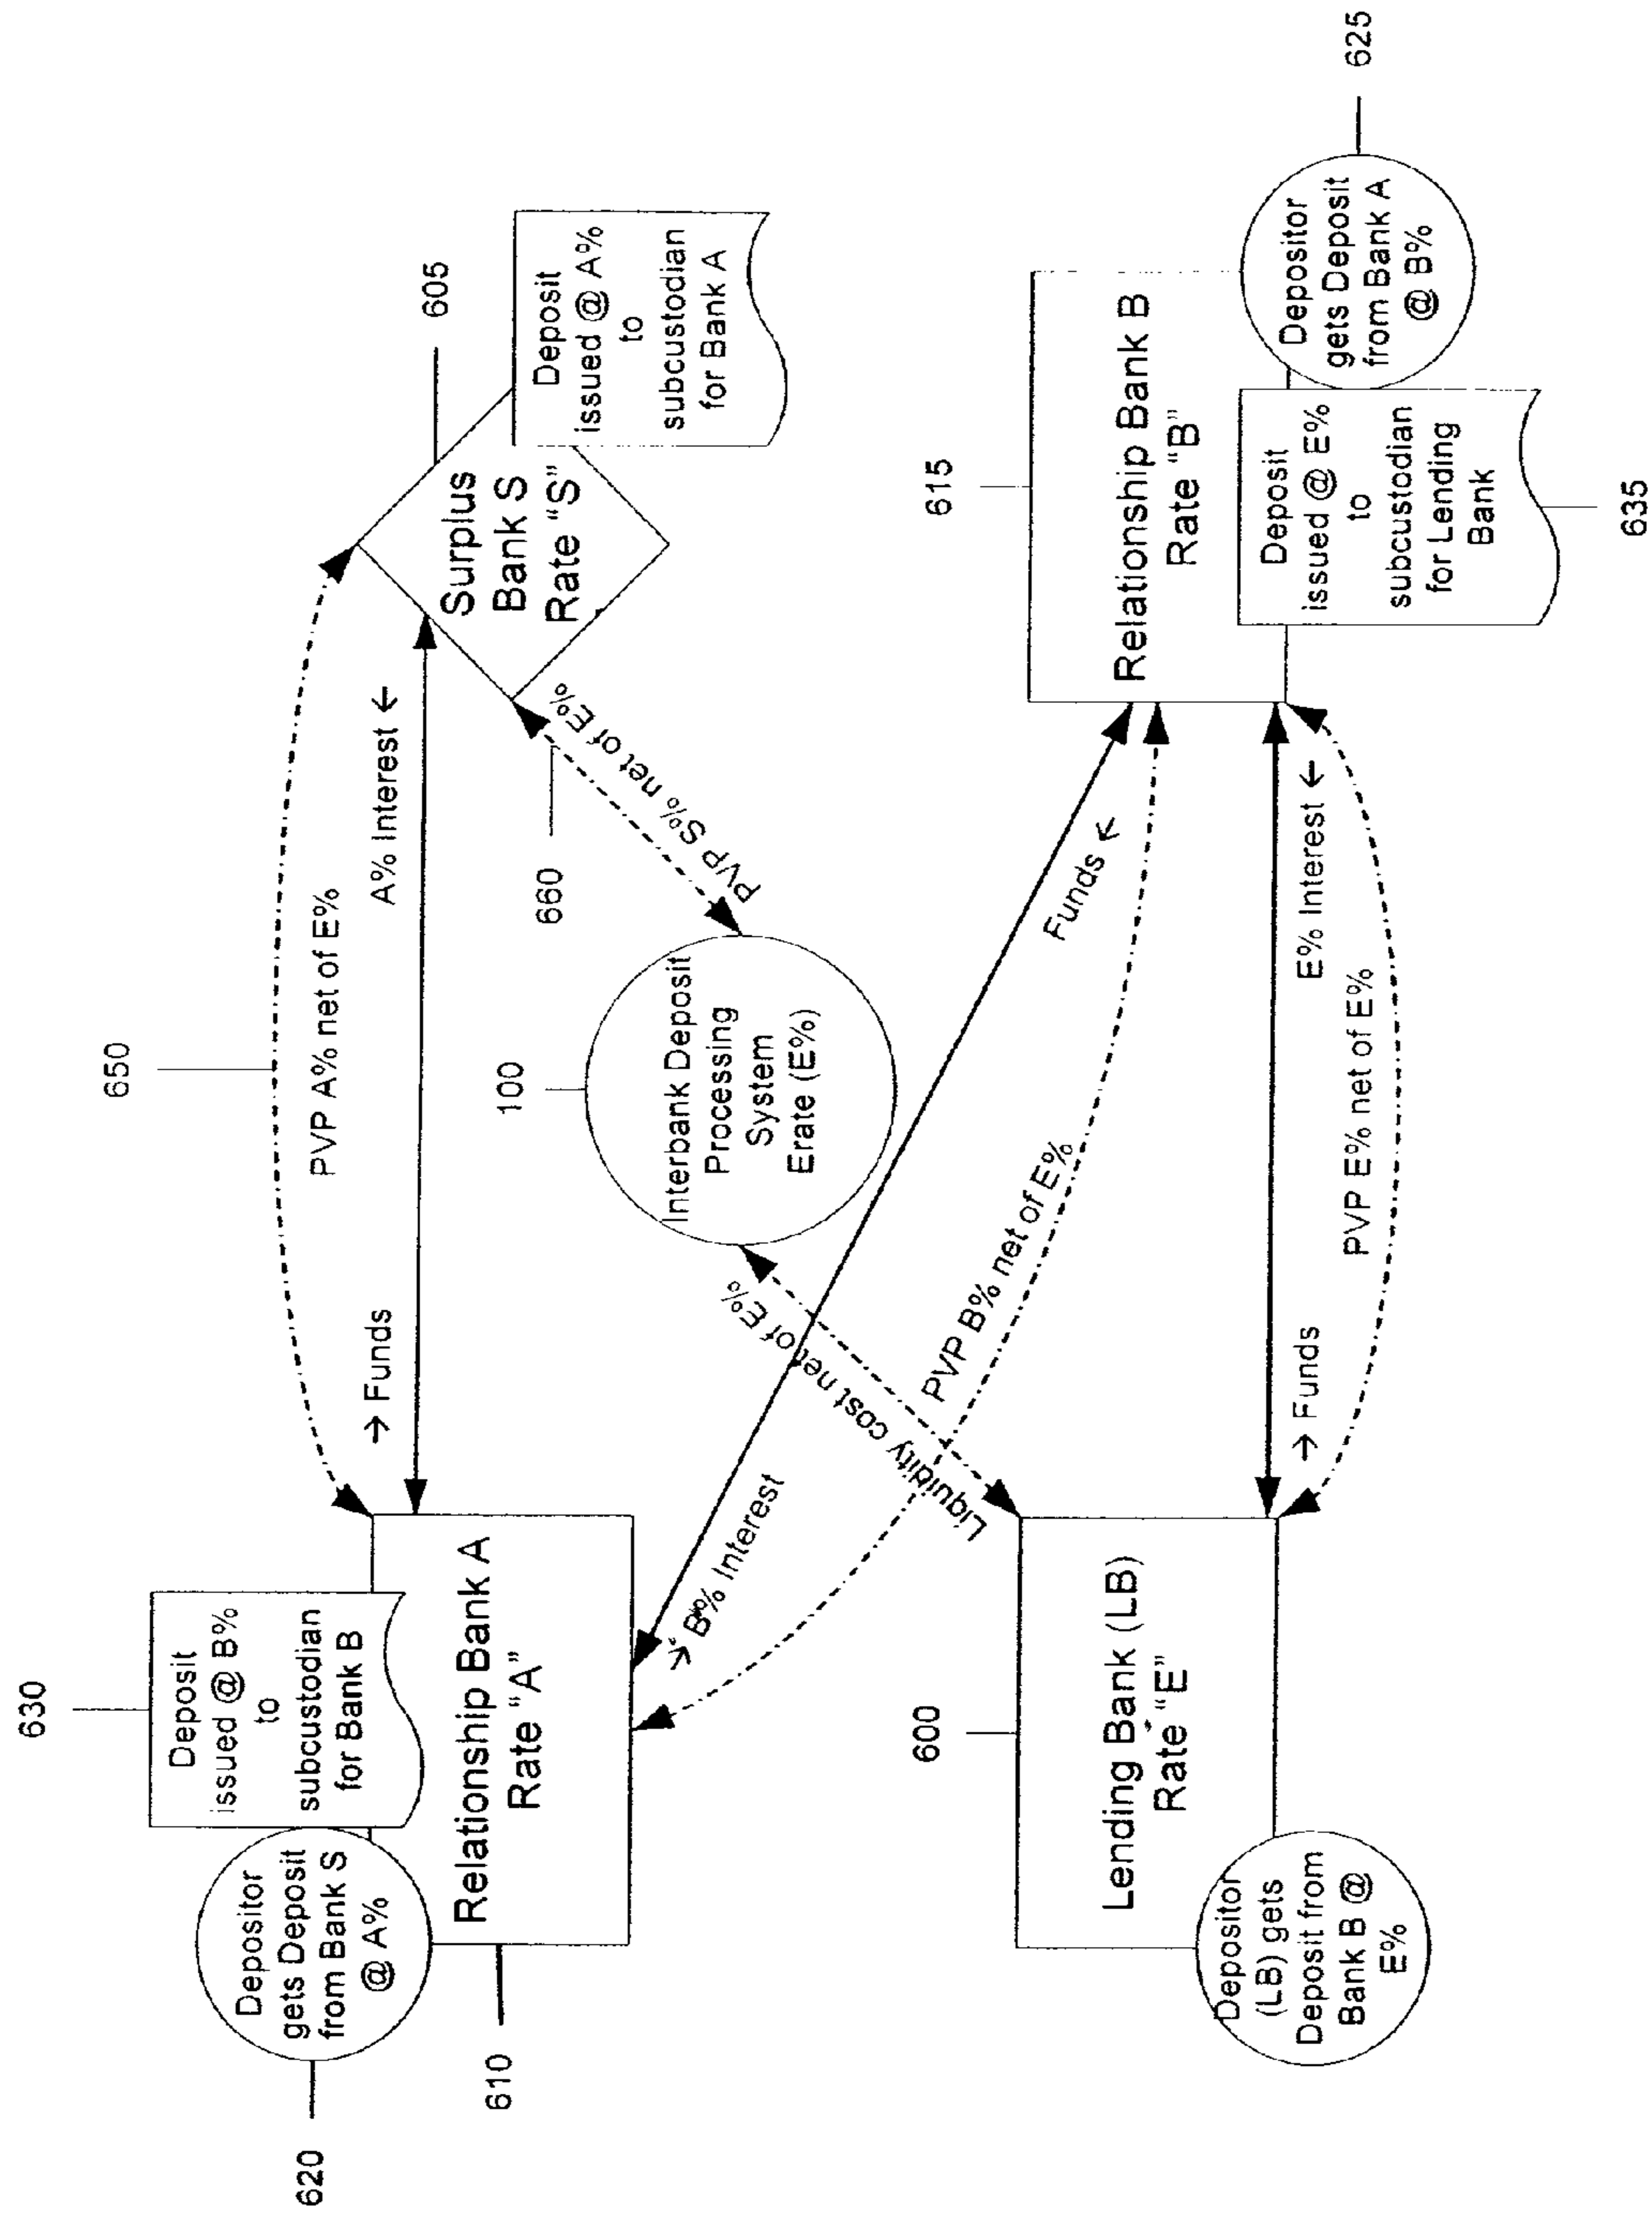 630
Deposit
issued @ B%
to
subcustodian
for Bank B
620
Depositor
gets Deposit
from Bank S
@ A%
610
Relationship Bank A
Rate "A"
650
PVP A% net of E%
→ Funds
A% Interest ←
605
Surplus
Bank S
Rate "S"
Deposit
issued @ A%
to
subcustodian
for Bank A
660
PVP S% net of E%
100
Interbank Deposit
Processing
System
Erate (E%)
Liquidity cost net of E%
→ B% Interest
Funds ←
PVP B% net of E%
600
Lending Bank (LB)
Rate "E"
Depositor
(LB) gets
Deposit from
Bank B @
E%
→ Funds
E% Interest ←
PVP E% net of E%
615
Relationship Bank B
Rate "B"
Deposit
issued @ E%
to
subcustodian
for Lending
Bank
635
Depositor
gets Deposit
from Bank A
@ B%
625